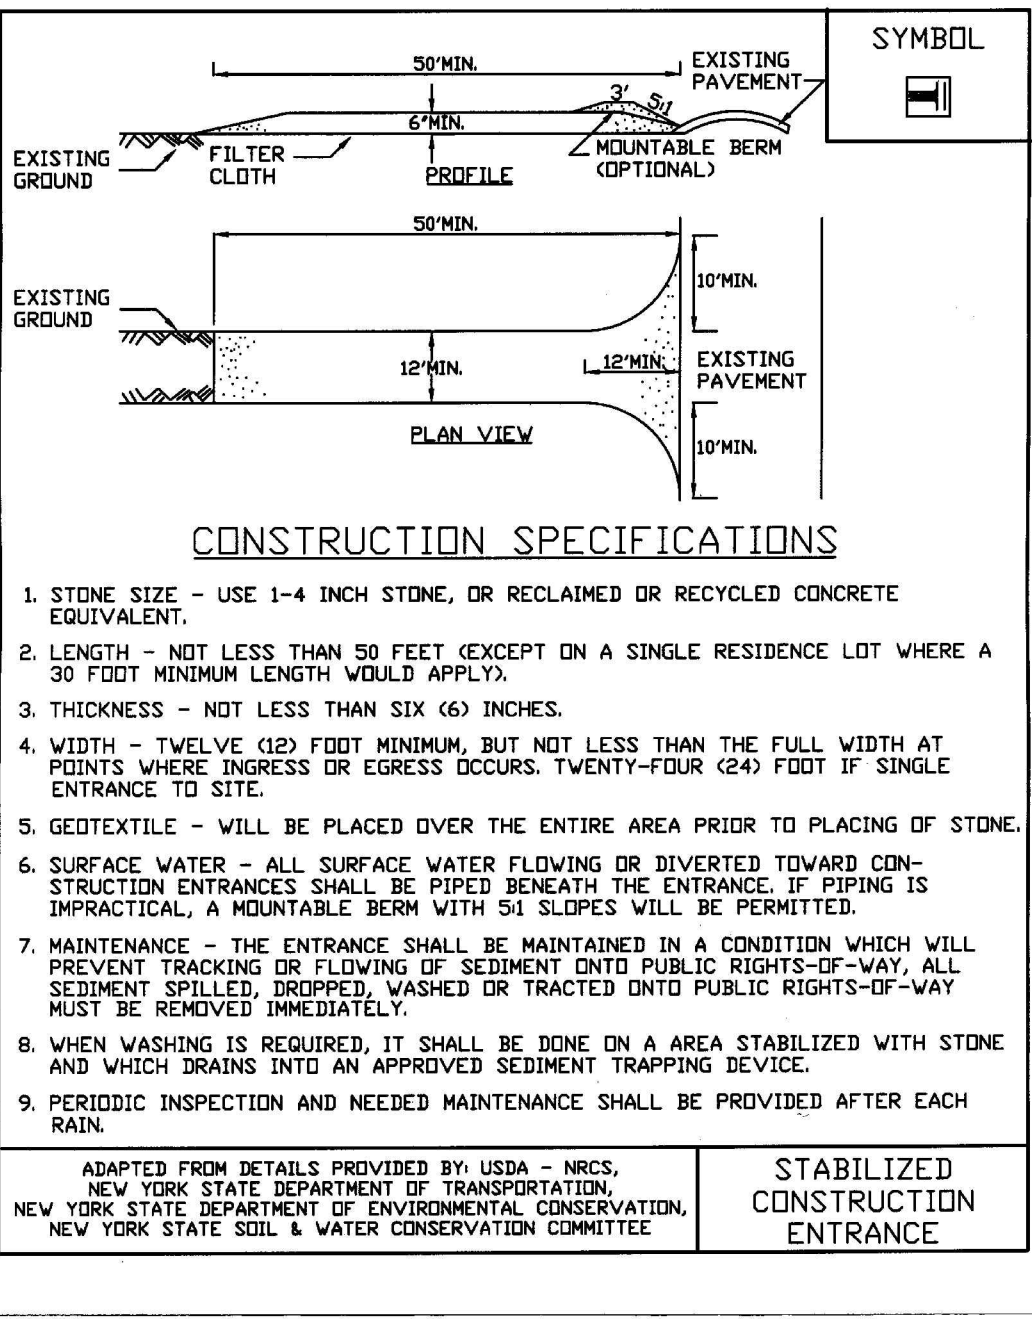 SYMBOL
50'MIN.
EXISTING
PAVEMENT
3'
5:1
6"MIN.
EXISTING
GROUND
FILTER
CLOTH
PROFILE
MOUNTABLE BERM
(OPTIONAL)
50'MIN.
10'MIN.
EXISTING
GROUND
12'MIN.
12'MIN.
EXISTING
PAVEMENT
PLAN VIEW
10'MIN.
CONSTRUCTION SPECIFICATIONS
1. STONE SIZE - USE 1-4 INCH STONE, OR RECLAIMED OR RECYCLED CONCRETE
EQUIVALENT.
2. LENGTH - NOT LESS THAN 50 FEET (EXCEPT ON A SINGLE RESIDENCE LOT WHERE A
30 FOOT MINIMUM LENGTH WOULD APPLY).
3. THICKNESS - NOT LESS THAN SIX (6) INCHES.
4. WIDTH - TWELVE (12) FOOT MINIMUM, BUT NOT LESS THAN THE FULL WIDTH AT
POINTS WHERE INGRESS OR EGRESS OCCURS. TWENTY-FOUR (24) FOOT IF SINGLE
ENTRANCE TO SITE.
5. GEOTEXTILE - WILL BE PLACED OVER THE ENTIRE AREA PRIOR TO PLACING OF STONE.
6. SURFACE WATER - ALL SURFACE WATER FLOWING OR DIVERTED TOWARD CON-
STRUCTION ENTRANCES SHALL BE PIPED BENEATH THE ENTRANCE. IF PIPING IS
IMPRACTICAL, A MOUNTABLE BERM WITH 5:1 SLOPES WILL BE PERMITTED.
7. MAINTENANCE - THE ENTRANCE SHALL BE MAINTAINED IN A CONDITION WHICH WILL
PREVENT TRACKING OR FLOWING OF SEDIMENT ONTO PUBLIC RIGHTS-OF-WAY, ALL
SEDIMENT SPILLED, DROPPED, WASHED OR TRACTED ONTO PUBLIC RIGHTS-OF-WAY
MUST BE REMOVED IMMEDIATELY.
8. WHEN WASHING IS REQUIRED, IT SHALL BE DONE ON A AREA STABILIZED WITH STONE
AND WHICH DRAINS INTO AN APPROVED SEDIMENT TRAPPING DEVICE.
9. PERIODIC INSPECTION AND NEEDED MAINTENANCE SHALL BE PROVIDED AFTER EACH
RAIN.
ADAPTED FROM DETAILS PROVIDED BY: USDA - NRCS,
NEW YORK STATE DEPARTMENT OF TRANSPORTATION,
NEW YORK STATE DEPARTMENT OF ENVIRONMENTAL CONSERVATION,
NEW YORK STATE SOIL & WATER CONSERVATION COMMITTEE
STABILIZED
CONSTRUCTION
ENTRANCE